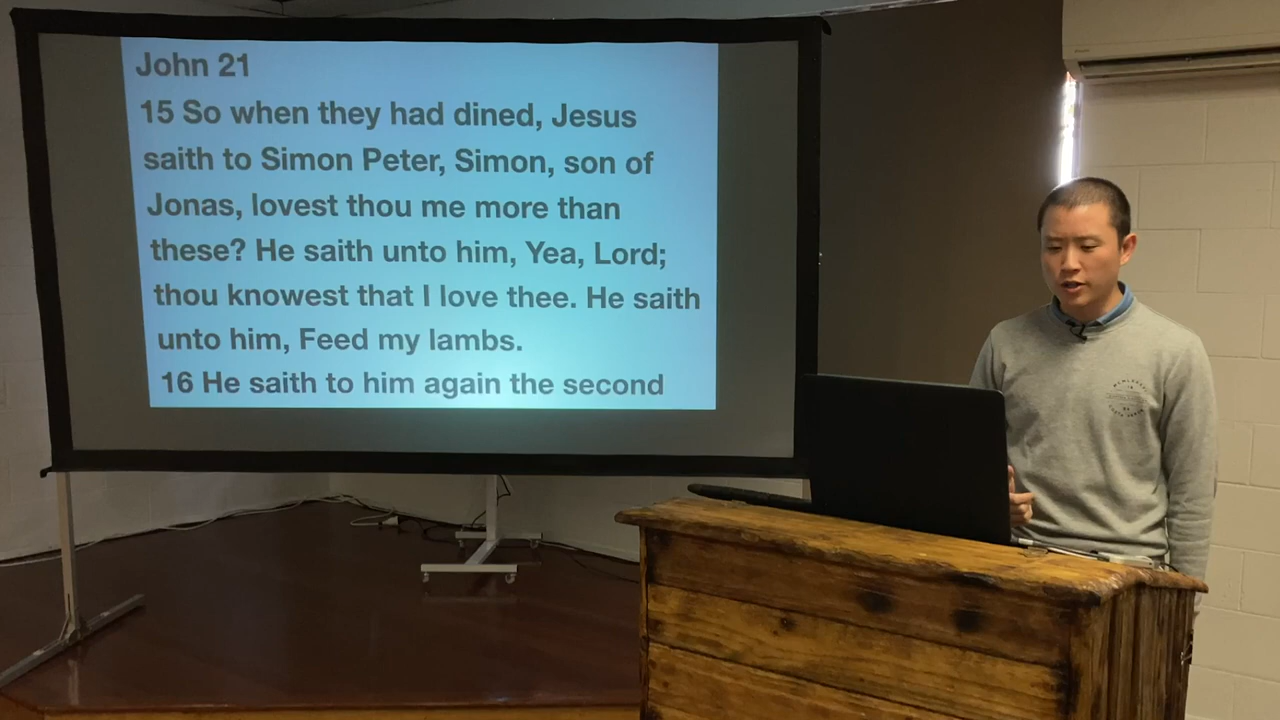 John 21
15 So when they had dined, Jesus
saith to Simon Peter, Simon, son of
Jonas, lovest thou me more than
these? He saith unto him, Yea, Lord;
thou knowest that I love thee. He saith
unto him, Feed my lambs.
16 He saith to him again the second